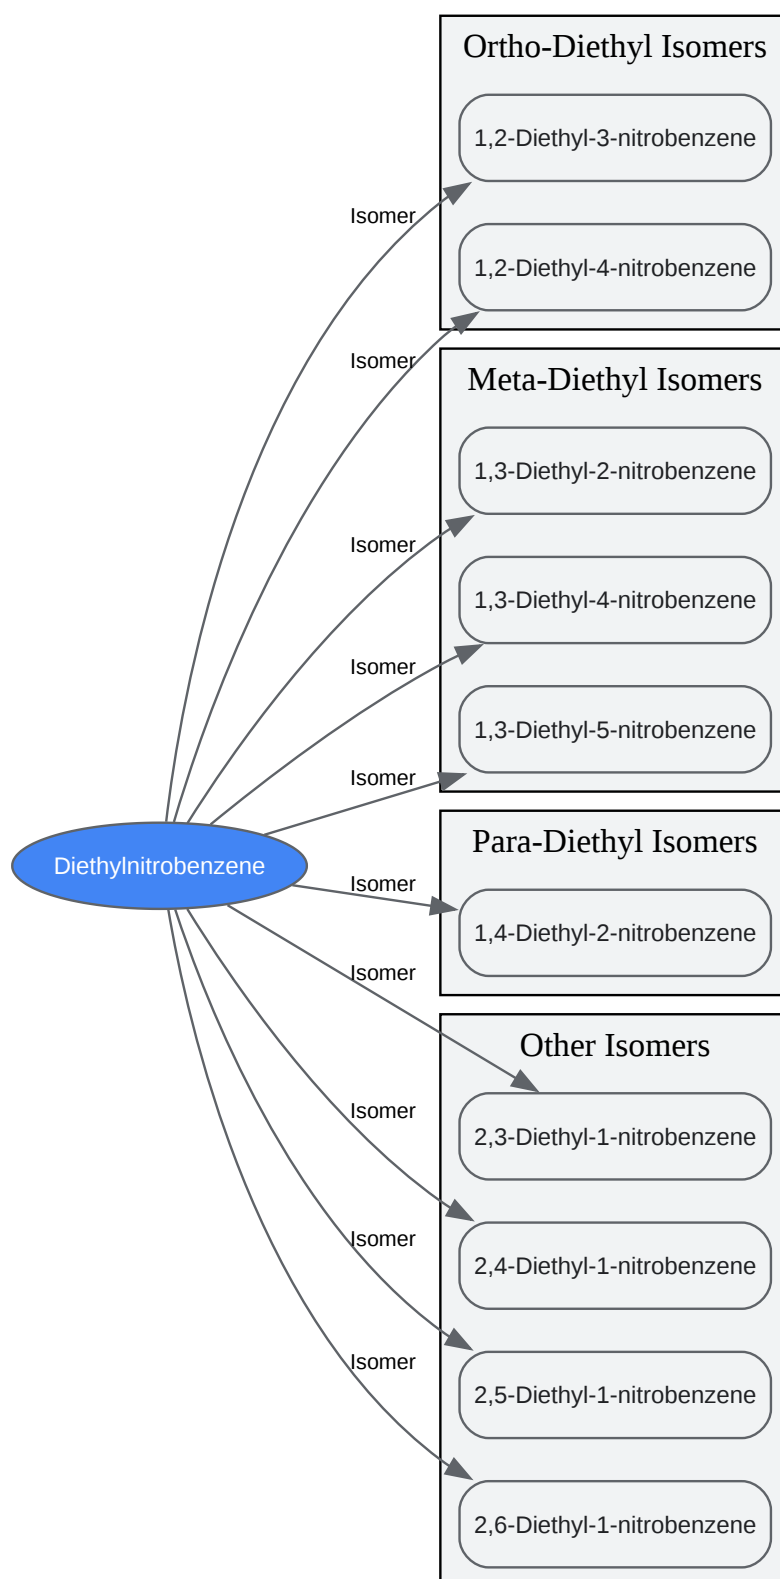 Ortho-Diethyl Isomers
1,2-Diethyl-3-nitrobenzene
Isomer
1,2-Diethyl-4-nitrobenzene
Isomer
Meta-Diethyl Isomers
1,3-Diethyl-2-nitrobenzene
Isomer
1,3-Diethyl-4-nitrobenzene
Isomer
1,3-Diethyl-5-nitrobenzene
Isomer
Para-Diethyl Isomers
Diethylnitrobenzene
Isomer
1,4-Diethyl-2-nitrobenzene
Isomer
Other Isomers
2,3-Diethyl-1-nitrobenzene
Isomer
2,4-Diethyl-1-nitrobenzene
Isomer
2,5-Diethyl-1-nitrobenzene
Isomer
2,6-Diethyl-1-nitrobenzene